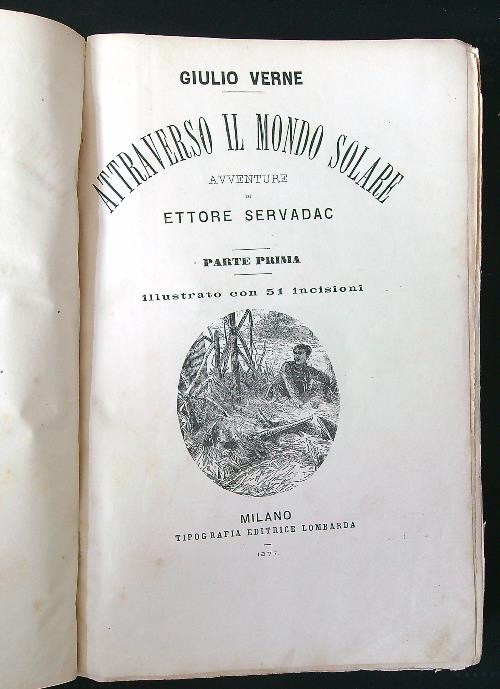 GIULIO VERNE
ATTRAVERSO IL MONDO SOLARE
AVVENTURE
DI
ETTORE SERVADAC
PARTE PRIMA
illustrato con 51 incisioni
MILANO
TIPOGRAFIA EDITRICE LOMBARDA
1877